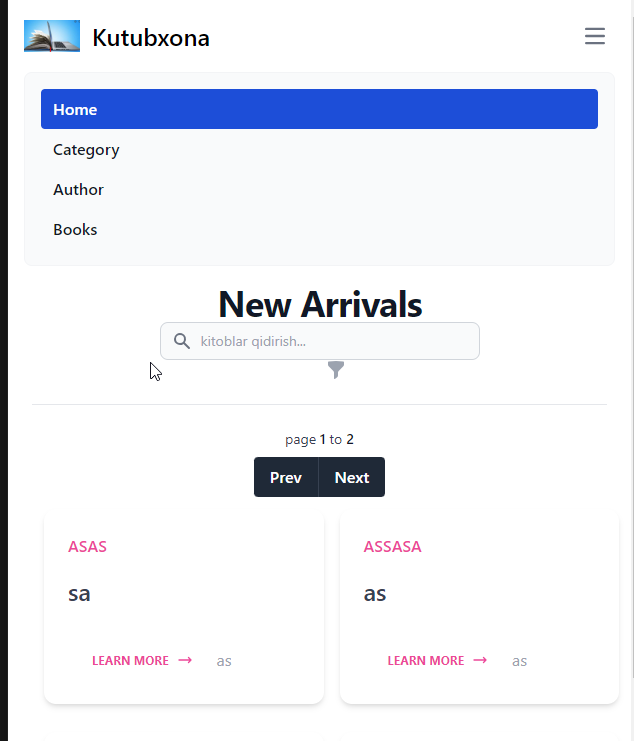 Kutubxona
Home
Category
Author
Books
New Arrivals
kitoblar qidirish...
page 1 to 2
Prev Next
ASAS
sa
LEARN MORE → as
ASSASA
as
LEARN MORE → as